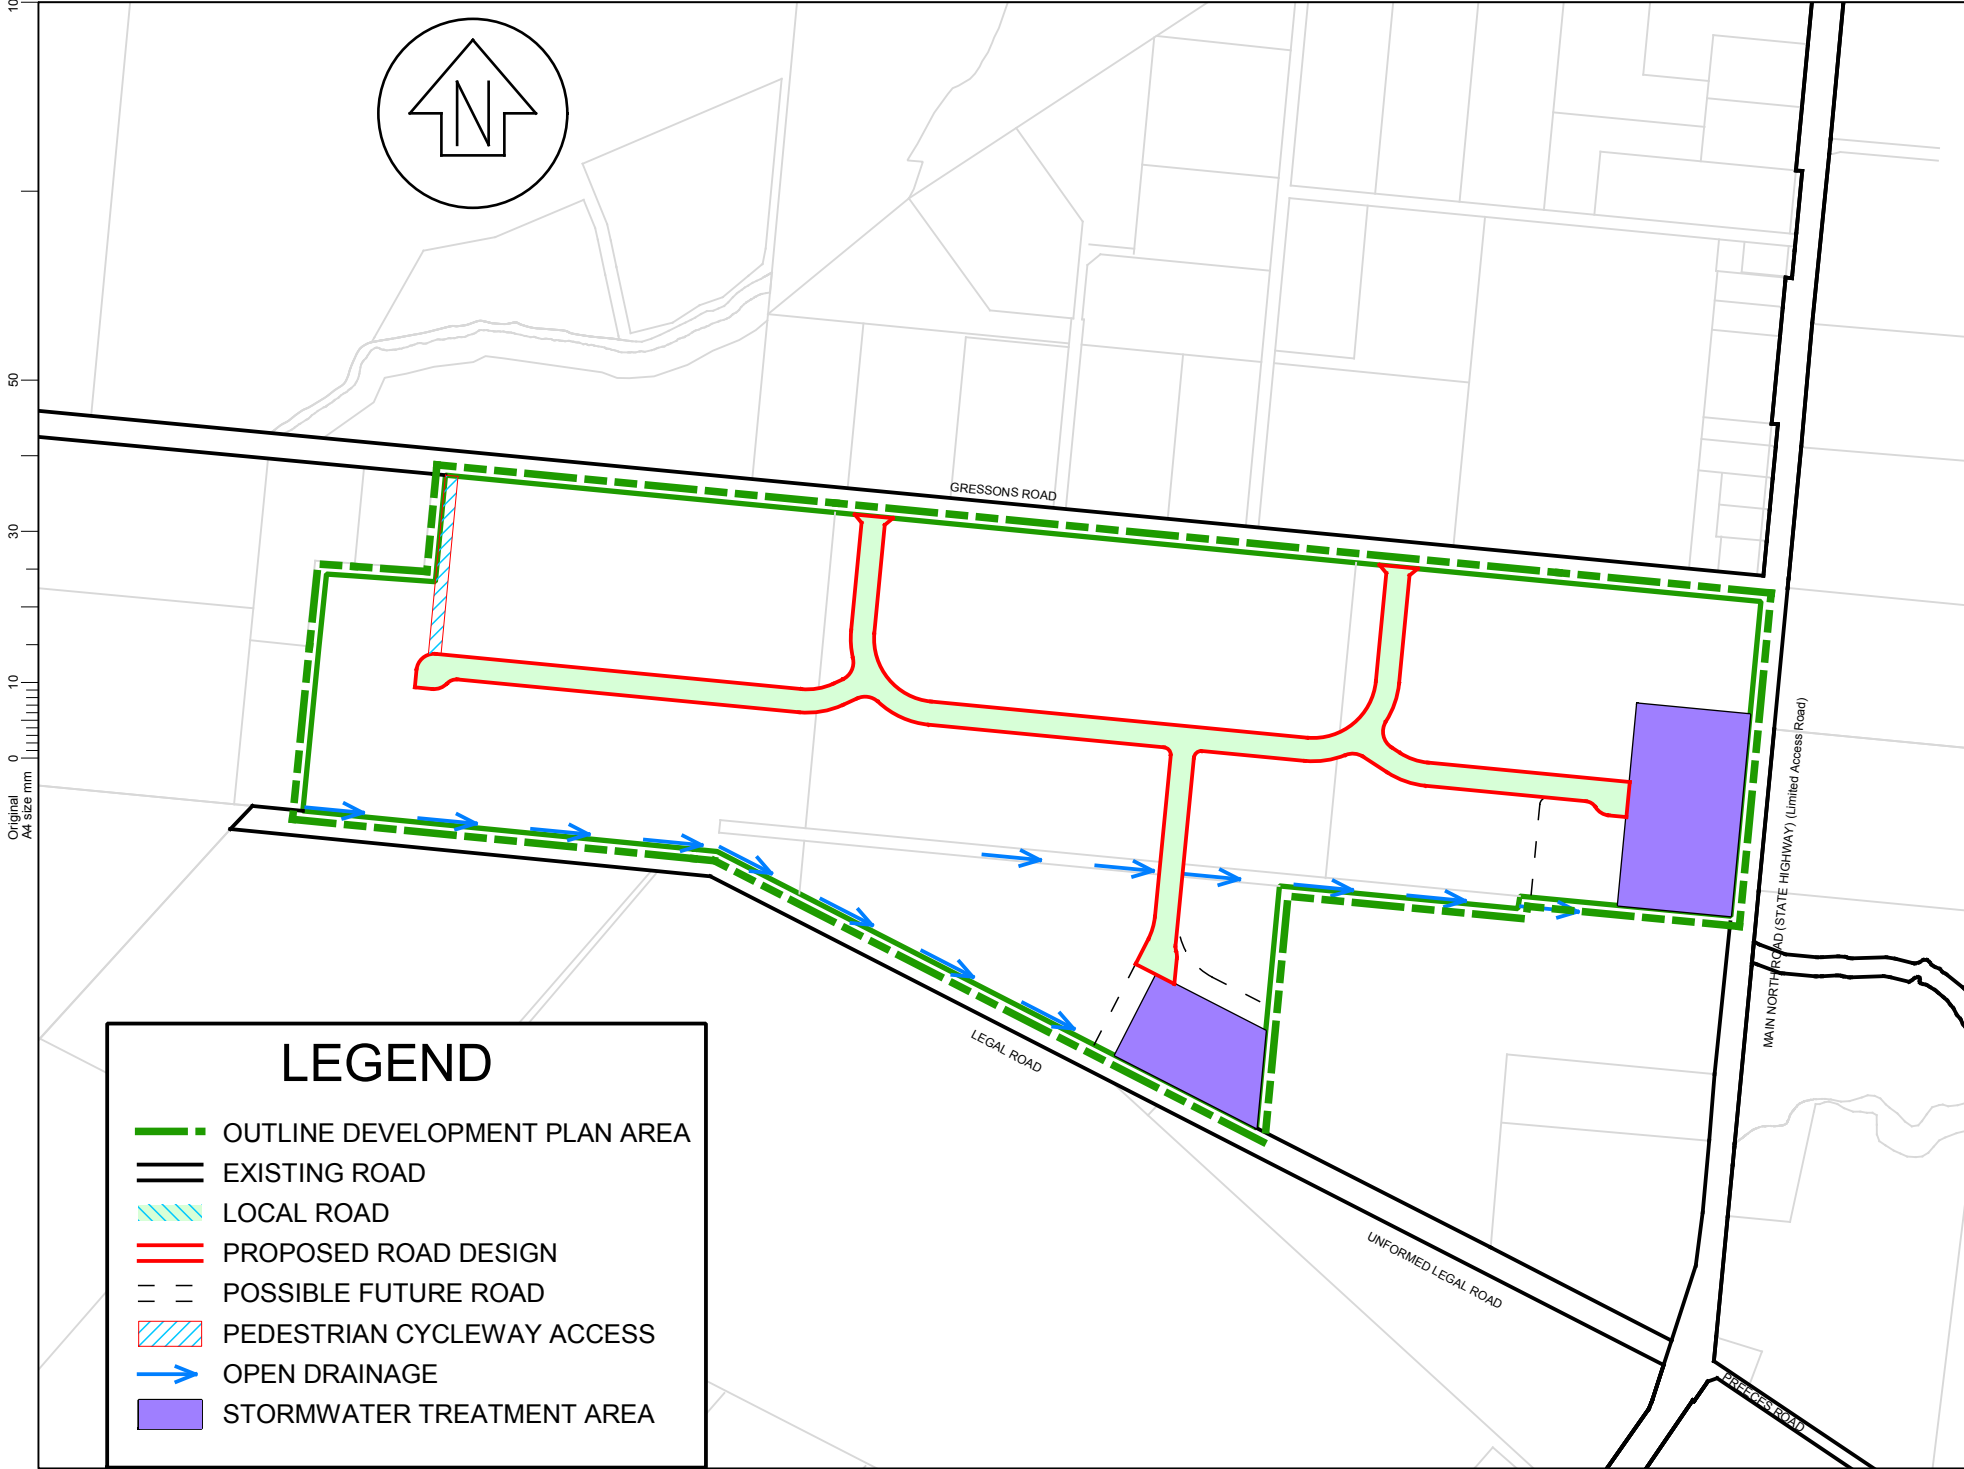 10
N
50
30
10
0
Original
A4 size mm
GRESSONS ROAD
MAIN NORTH ROAD (STATE HIGHWAY) (Limited Access Road)
LEGAL ROAD
UNFORMED LEGAL ROAD
PREECES ROAD
LEGEND
OUTLINE DEVELOPMENT PLAN AREA
EXISTING ROAD
LOCAL ROAD
PROPOSED ROAD DESIGN
POSSIBLE FUTURE ROAD
PEDESTRIAN CYCLEWAY ACCESS
OPEN DRAINAGE
STORMWATER TREATMENT AREA